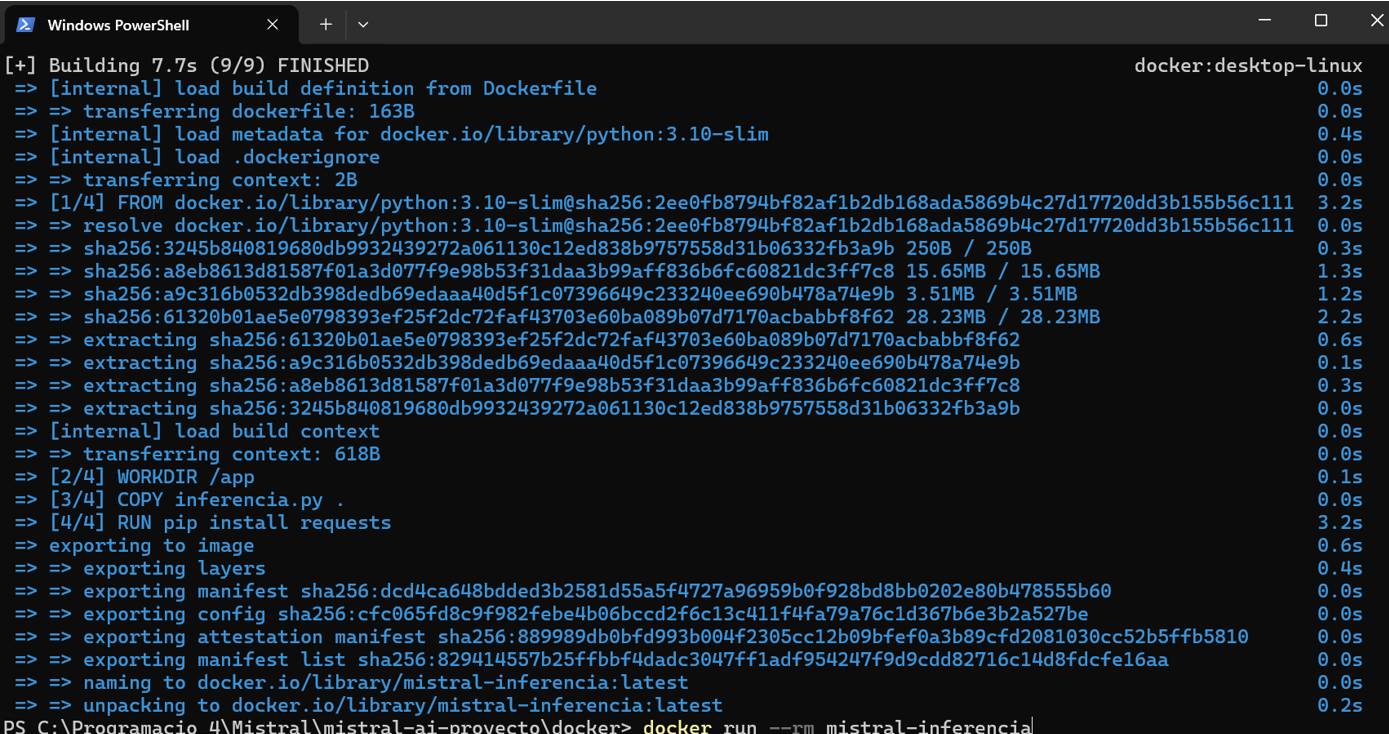 Windows PowerShell
[+] Building 7.7s (9/9) FINISHED docker:desktop-linux
=> [internal] load build definition from Dockerfile 0.0s
=> => transferring dockerfile: 163B 0.0s
=> [internal] load metadata for docker.io/library/python:3.10-slim 0.4s
=> [internal] load .dockerignore 0.0s
=> => transferring context: 2B 0.0s
=> [1/4] FROM docker.io/library/python:3.10-slim@sha256:2ee0fb8794bf82af1b2db168ada5869b4c27d17720dd3b155b56c111 3.2s
=> => resolve docker.io/library/python:3.10-slim@sha256:2ee0fb8794bf82af1b2db168ada5869b4c27d17720dd3b155b56c111 0.0s
=> => sha256:3245b840819680db9932439272a061130c12ed838b9757558d31b06332fb3a9b 250B / 250B 0.3s
=> => sha256:a8eb8613d81587f01a3d077f9e98b53f31daa3b99aff836b6fc60821dc3ff7c8 15.65MB / 15.65MB 1.3s
=> => sha256:a9c316b0532db398dedb69edaaa40d5f1c07396649c233240ee690b478a74e9b 3.51MB / 3.51MB 1.2s
=> => sha256:61320b01ae5e0798393ef25f2dc72faf43703e60ba089b07d7170acbabbf8f62 28.23MB / 28.23MB 2.2s
=> => extracting sha256:61320b01ae5e0798393ef25f2dc72faf43703e60ba089b07d7170acbabbf8f62 0.6s
=> => extracting sha256:a9c316b0532db398dedb69edaaa40d5f1c07396649c233240ee690b478a74e9b 0.1s
=> => extracting sha256:a8eb8613d81587f01a3d077f9e98b53f31daa3b99aff836b6fc60821dc3ff7c8 0.3s
=> => extracting sha256:3245b840819680db9932439272a061130c12ed838b9757558d31b06332fb3a9b 0.0s
=> [internal] load build context 0.0s
=> => transferring context: 618B 0.0s
=> [2/4] WORKDIR /app 0.1s
=> [3/4] COPY inferencia.py . 0.0s
=> [4/4] RUN pip install requests 3.2s
=> exporting to image 0.6s
=> => exporting layers 0.4s
=> => exporting manifest sha256:dcd4ca648bdded3b2581d55a5f4727a96959b0f928bd8bb0202e80b478555b60 0.0s
=> => exporting config sha256:cfc065fd8c9f982febe4b06bccd2f6c13c411f4fa79a76c1d367b6e3b2a527be 0.0s
=> => exporting attestation manifest sha256:889989db0bfd993b004f2305cc12b09bfef0a3b89cfd2081030cc52b5ffb5810 0.0s
=> => exporting manifest list sha256:829414557b25ffbbf4dadc3047ff1adf954247f9d9cdd82716c14d8fdcfe16aa 0.0s
=> => naming to docker.io/library/mistral-inferencia:latest 0.0s
=> => unpacking to docker.io/library/mistral-inferencia:latest 0.2s
PS C:\Programacio 4\Mistral\mistral-ai-proyecto\docker> docker run --rm mistral-inferencia